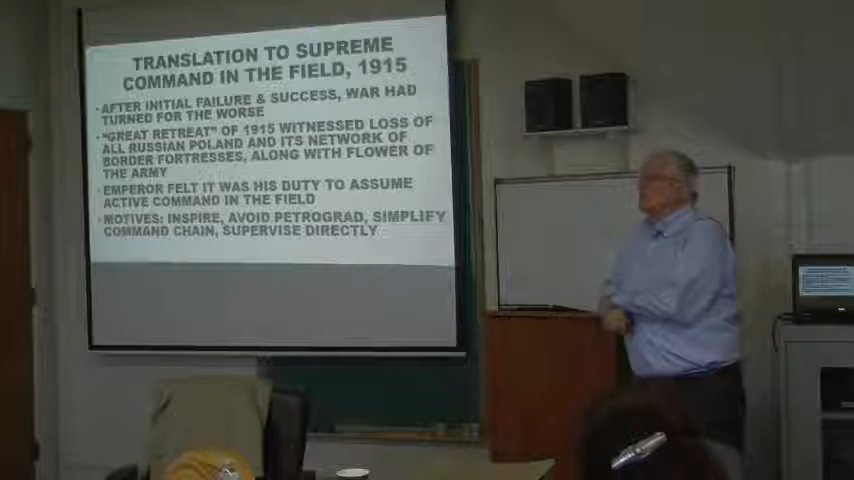 TRANSLATION TO SUPREME
COMMAND IN THE FIELD, 1915
• AFTER INITIAL FAILURE & SUCCESS, WAR HAD
TURNED FOR THE WORSE
• "GREAT RETREAT" OF 1915 WITNESSED LOSS OF
ALL RUSSIAN POLAND AND ITS NETWORK OF
BORDER FORTRESSES, ALONG WITH FLOWER OF
THE ARMY
• EMPEROR FELT IT WAS HIS DUTY TO ASSUME
ACTIVE COMMAND IN THE FIELD
• MOTIVES: INSPIRE, AVOID PETROGRAD, SIMPLIFY
COMMAND CHAIN, SUPERVISE DIRECTLY